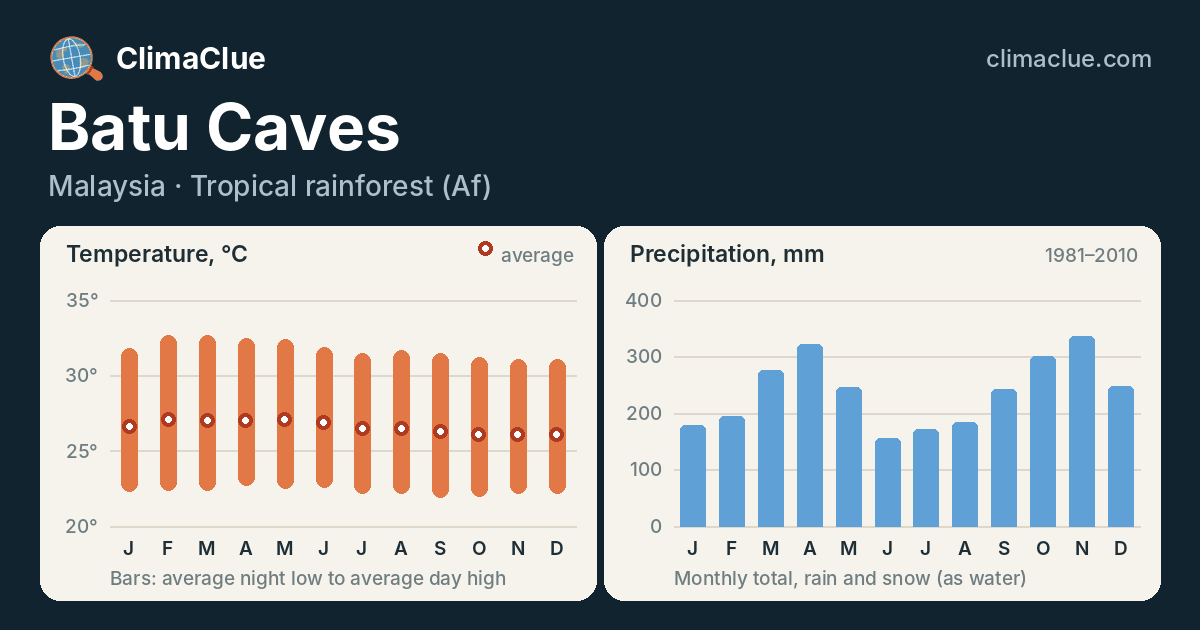 ClimaClue
climaclue.com
Batu Caves
Malaysia · Tropical rainforest (Af)
Temperature, °C
average
35°
30°
25°
20°
J F M A M J J A S O N D
Bars: average night low to average day high
Precipitation, mm
1981–2010
400
300
200
100
0
J F M A M J J A S O N D
Monthly total, rain and snow (as water)